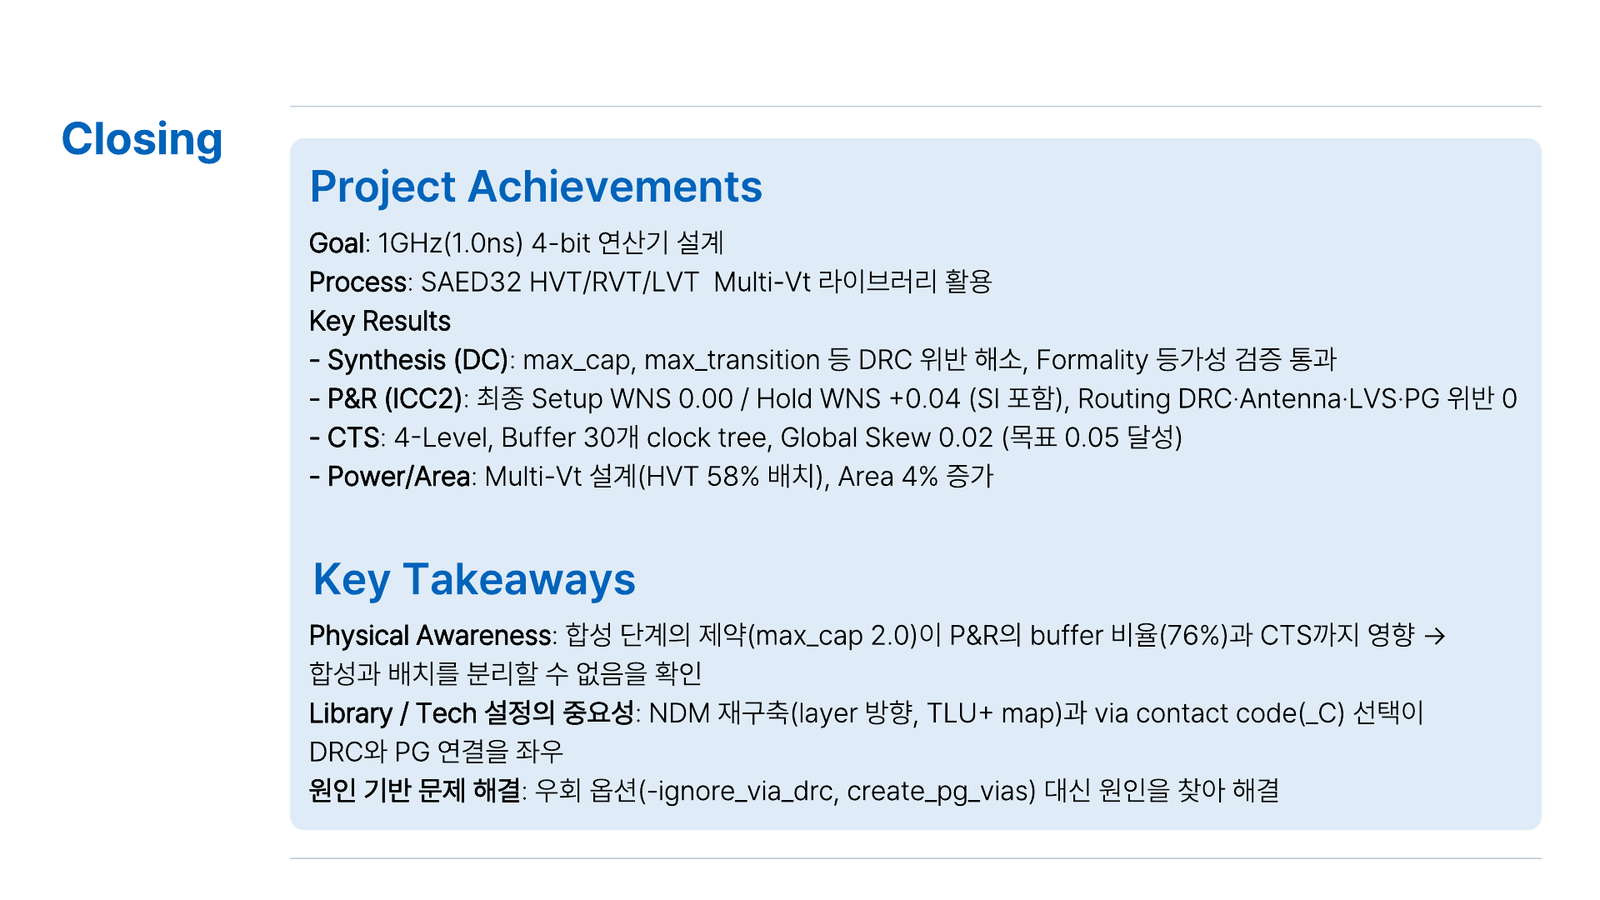 Closing
Project Achievements
Goal: 1GHz(1.0ns) 4-bit 연산기 설계
Process: SAED32 HVT/RVT/LVT  Multi-Vt 라이브러리 활용
Key Results
- Synthesis (DC): max_cap, max_transition 등 DRC 위반 해소, Formality 등가성 검증 통과
- P&R (ICC2): 최종 Setup WNS 0.00 / Hold WNS +0.04 (SI 포함), Routing DRC·Antenna·LVS·PG 위반 0
- CTS: 4-Level, Buffer 30개 clock tree, Global Skew 0.02 (목표 0.05 달성)
- Power/Area: Multi-Vt 설계(HVT 58% 배치), Area 4% 증가
Key Takeaways
Physical Awareness: 합성 단계의 제약(max_cap 2.0)이 P&R의 buffer 비율(76%)과 CTS까지 영향 →
합성과 배치를 분리할 수 없음을 확인
Library / Tech 설정의 중요성: NDM 재구축(layer 방향, TLU+ map)과 via contact code(_C) 선택이
DRC와 PG 연결을 좌우
원인 기반 문제 해결: 우회 옵션(-ignore_via_drc, create_pg_vias) 대신 원인을 찾아 해결